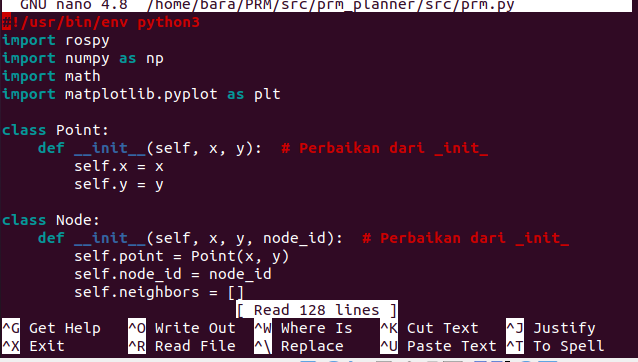 GNU nano 4.8 /home/bara/PRM/src/prm_planner/src/prm.py
#!/usr/bin/env python3
import rospy
import numpy as np
import math
import matplotlib.pyplot as plt

class Point:
    def __init__(self, x, y):  # Perbaikan dari _init_
        self.x = x
        self.y = y

class Node:
    def __init__(self, x, y, node_id):  # Perbaikan dari _init_
        self.point = Point(x, y)
        self.node_id = node_id
        self.neighbors = []
[ Read 128 lines ]
^G Get Help ^O Write Out ^W Where Is ^K Cut Text ^J Justify
^X Exit ^R Read File ^\ Replace ^U Paste Text ^T To Spell